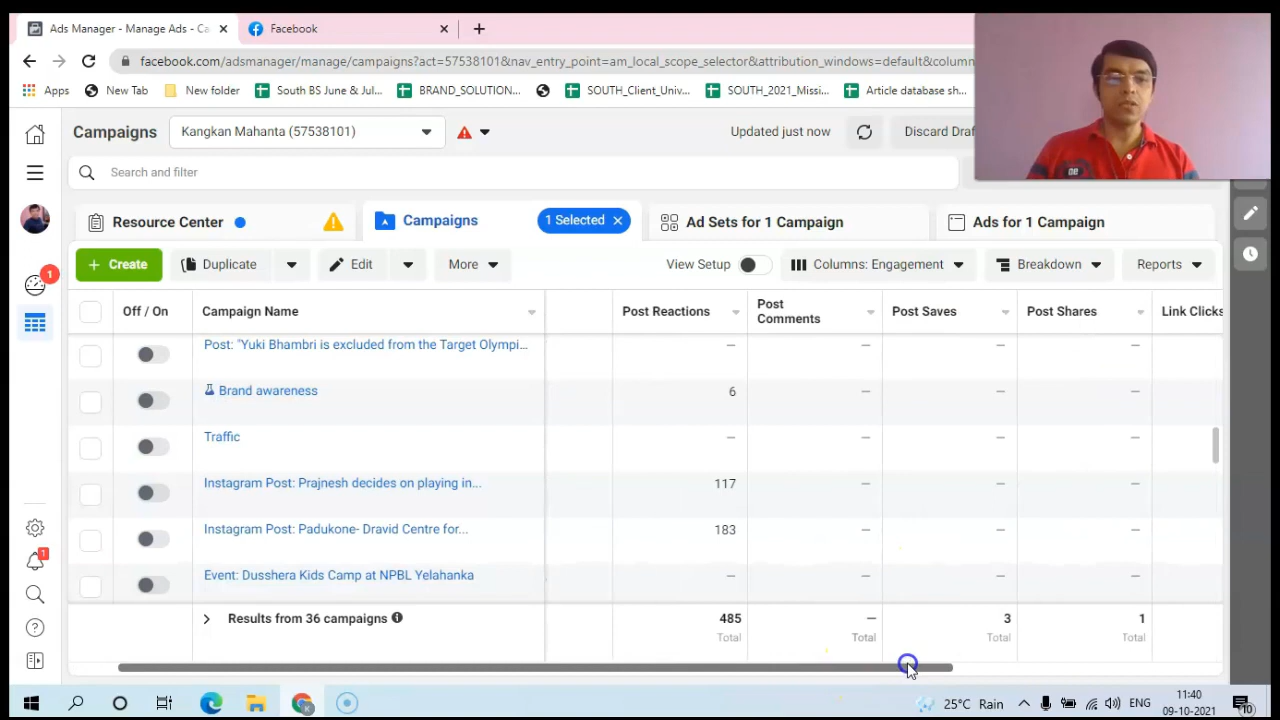 Ads Manager - Manage Ads - Ca
Facebook
facebook.com/adsmanager/manage/campaigns?act=57538101&nav_entry_point=am_local_scope_selector&attribution_windows=default&column
Apps
New Tab
New folder
South BS June & Jul...
BRAND_SOLUTION...
SOUTH_Client_Univ...
SOUTH_2021_Missi...
Article database sh...
Campaigns
Kangkan Mahanta (57538101)
Updated just now
Discard Draf
Search and filter
Resource Center
Campaigns
1 Selected
Ad Sets for 1 Campaign
Ads for 1 Campaign
+ Create
Duplicate
Edit
More
View Setup
Columns: Engagement
Breakdown
Reports
Off / On
Campaign Name
Post Reactions
Post Comments
Post Saves
Post Shares
Link Clicks
Post: "Yuki Bhambri is excluded from the Target Olympi... — — — —
Brand awareness 6 — — —
Traffic — — — —
Instagram Post: Prajnesh decides on playing in... 117 — — —
Instagram Post: Padukone- Dravid Centre for... 183 — — —
Event: Dusshera Kids Camp at NPBL Yelahanka — — — —
Results from 36 campaigns 485 — 3 1
Total Total Total Total
1
1
25°C Rain
ENG
11:40
09-10-2021
10